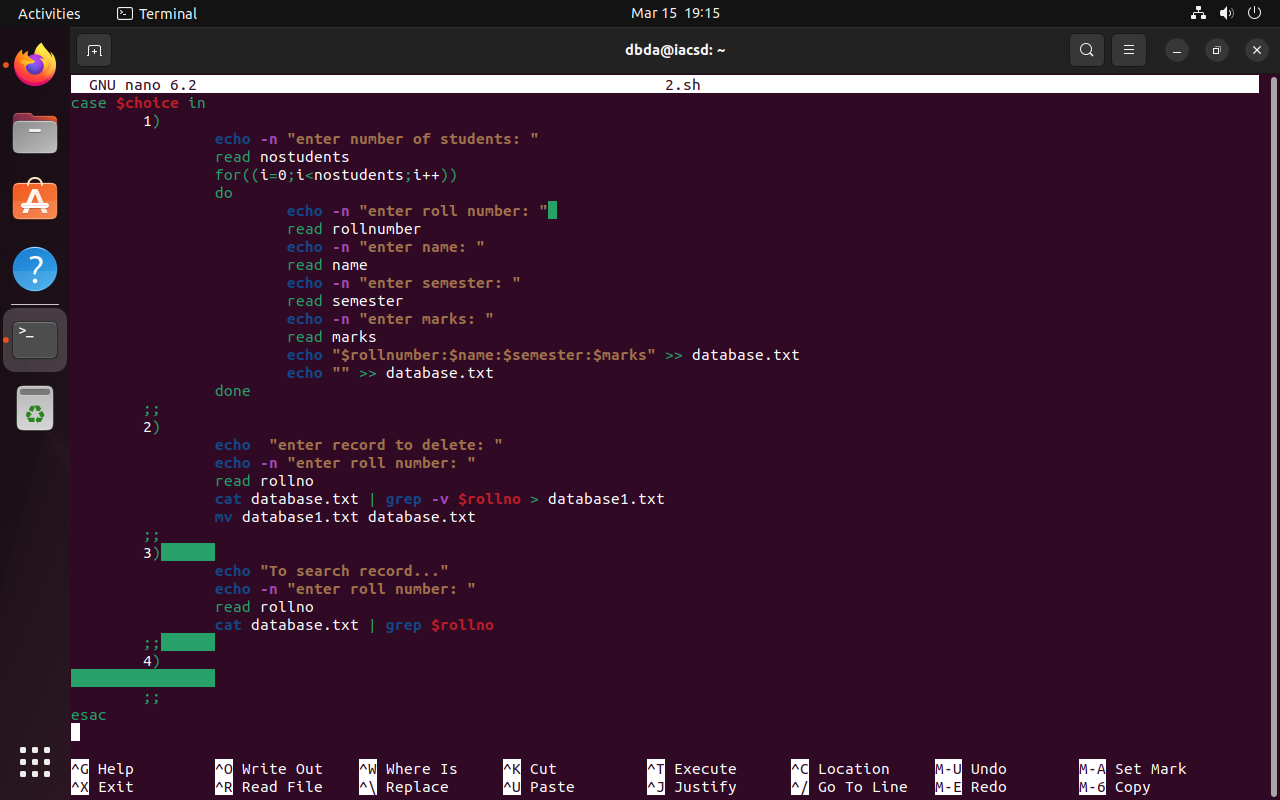 Activities Terminal Mar 15 19:15
dbda@iacsd: ~
GNU nano 6.2 2.sh
case $choice in
1)
echo -n "enter number of students: "
read nostudents
for((i=0;i<nostudents;i++))
do
echo -n "enter roll number: "
read rollnumber
echo -n "enter name: "
read name
echo -n "enter semester: "
read semester
echo -n "enter marks: "
read marks
echo "$rollnumber:$name:$semester:$marks" >> database.txt
echo "" >> database.txt
done
;;
2)
echo  "enter record to delete: "
echo -n "enter roll number: "
read rollno
cat database.txt | grep -v $rollno > database1.txt
mv database1.txt database.txt
;;
3)
echo "To search record..."
echo -n "enter roll number: "
read rollno
cat database.txt | grep $rollno
;;
4)
;;
esac
^G Help ^O Write Out ^W Where Is ^K Cut ^T Execute ^C Location M-U Undo M-A Set Mark
^X Exit ^R Read File ^\ Replace ^U Paste ^J Justify ^/ Go To Line M-E Redo M-6 Copy